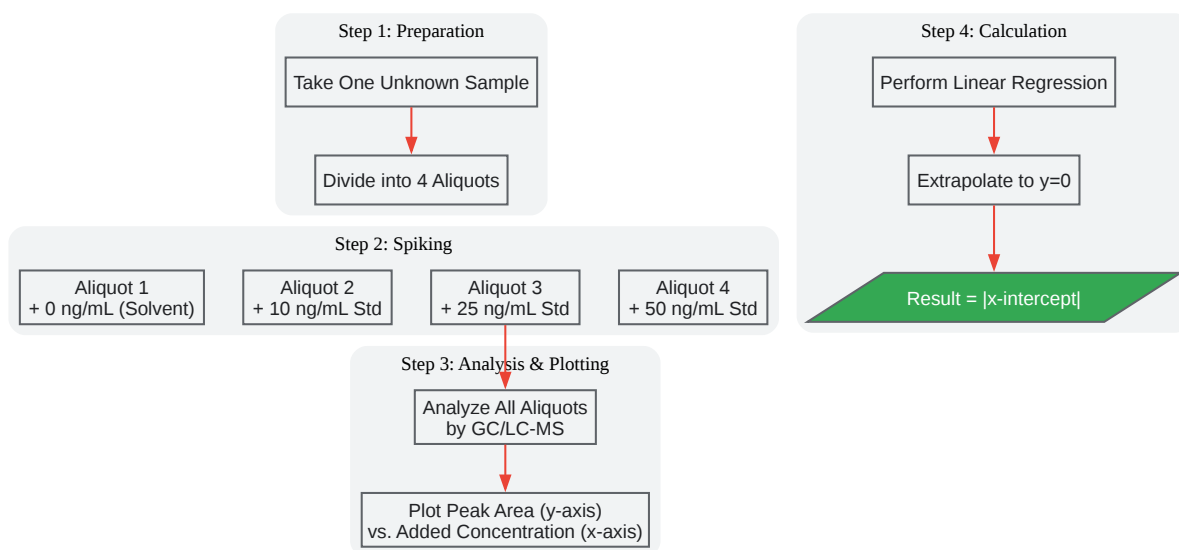 Step 1: Preparation
Take One Unknown Sample
Divide into 4 Aliquots
Step 2: Spiking
Aliquot 1
+ 0 ng/mL (Solvent)
Aliquot 2
+ 10 ng/mL Std
Aliquot 3
+ 25 ng/mL Std
Aliquot 4
+ 50 ng/mL Std
Step 3: Analysis & Plotting
Analyze All Aliquots
by GC/LC-MS
Plot Peak Area (y-axis)
vs. Added Concentration (x-axis)
Step 4: Calculation
Perform Linear Regression
Extrapolate to y=0
Result = |x-intercept|